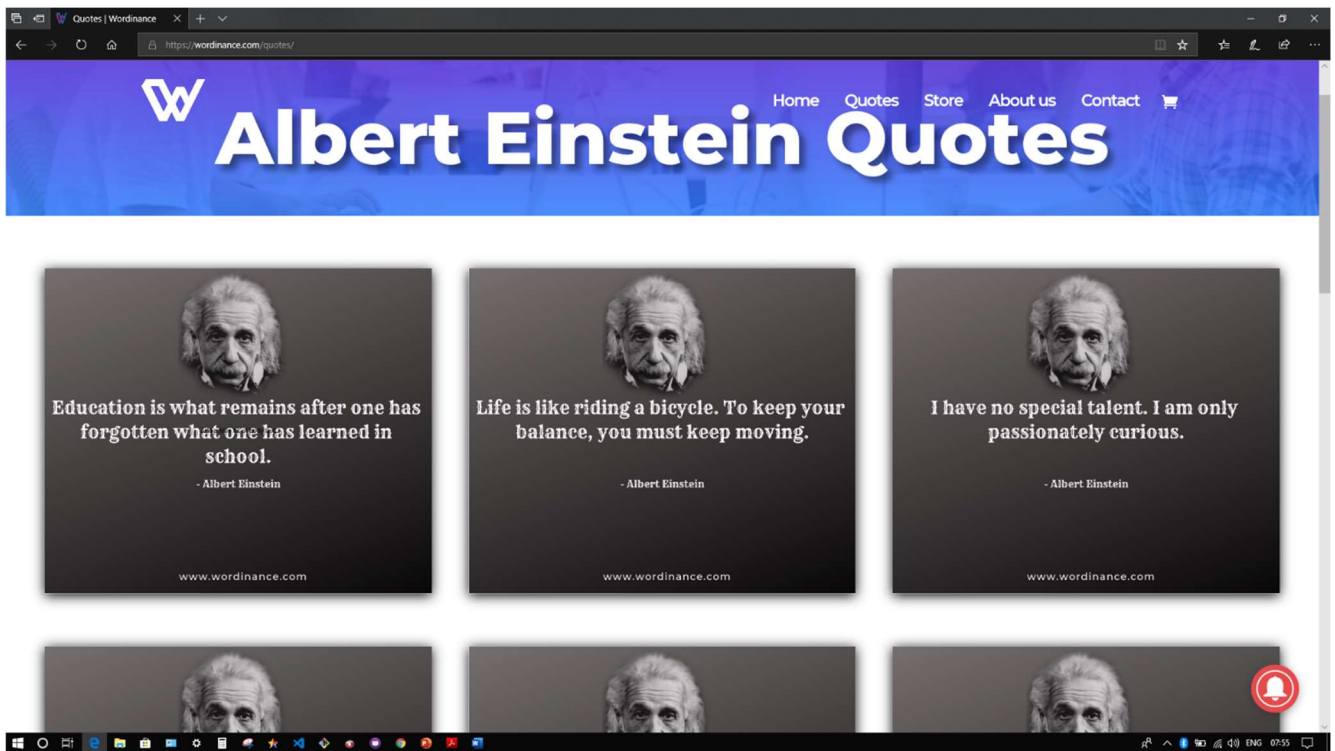 Quotes | Wordinance
https://wordinance.com/quotes/
W
Home Quotes Store About us Contact
Albert Einstein Quotes
Education is what remains after one has
forgotten what one has learned in
school.
- Albert Einstein
www.wordinance.com
Life is like riding a bicycle. To keep your
balance, you must keep moving.
- Albert Einstein
www.wordinance.com
I have no special talent. I am only
passionately curious.
- Albert Einstein
www.wordinance.com
ENG 07:55